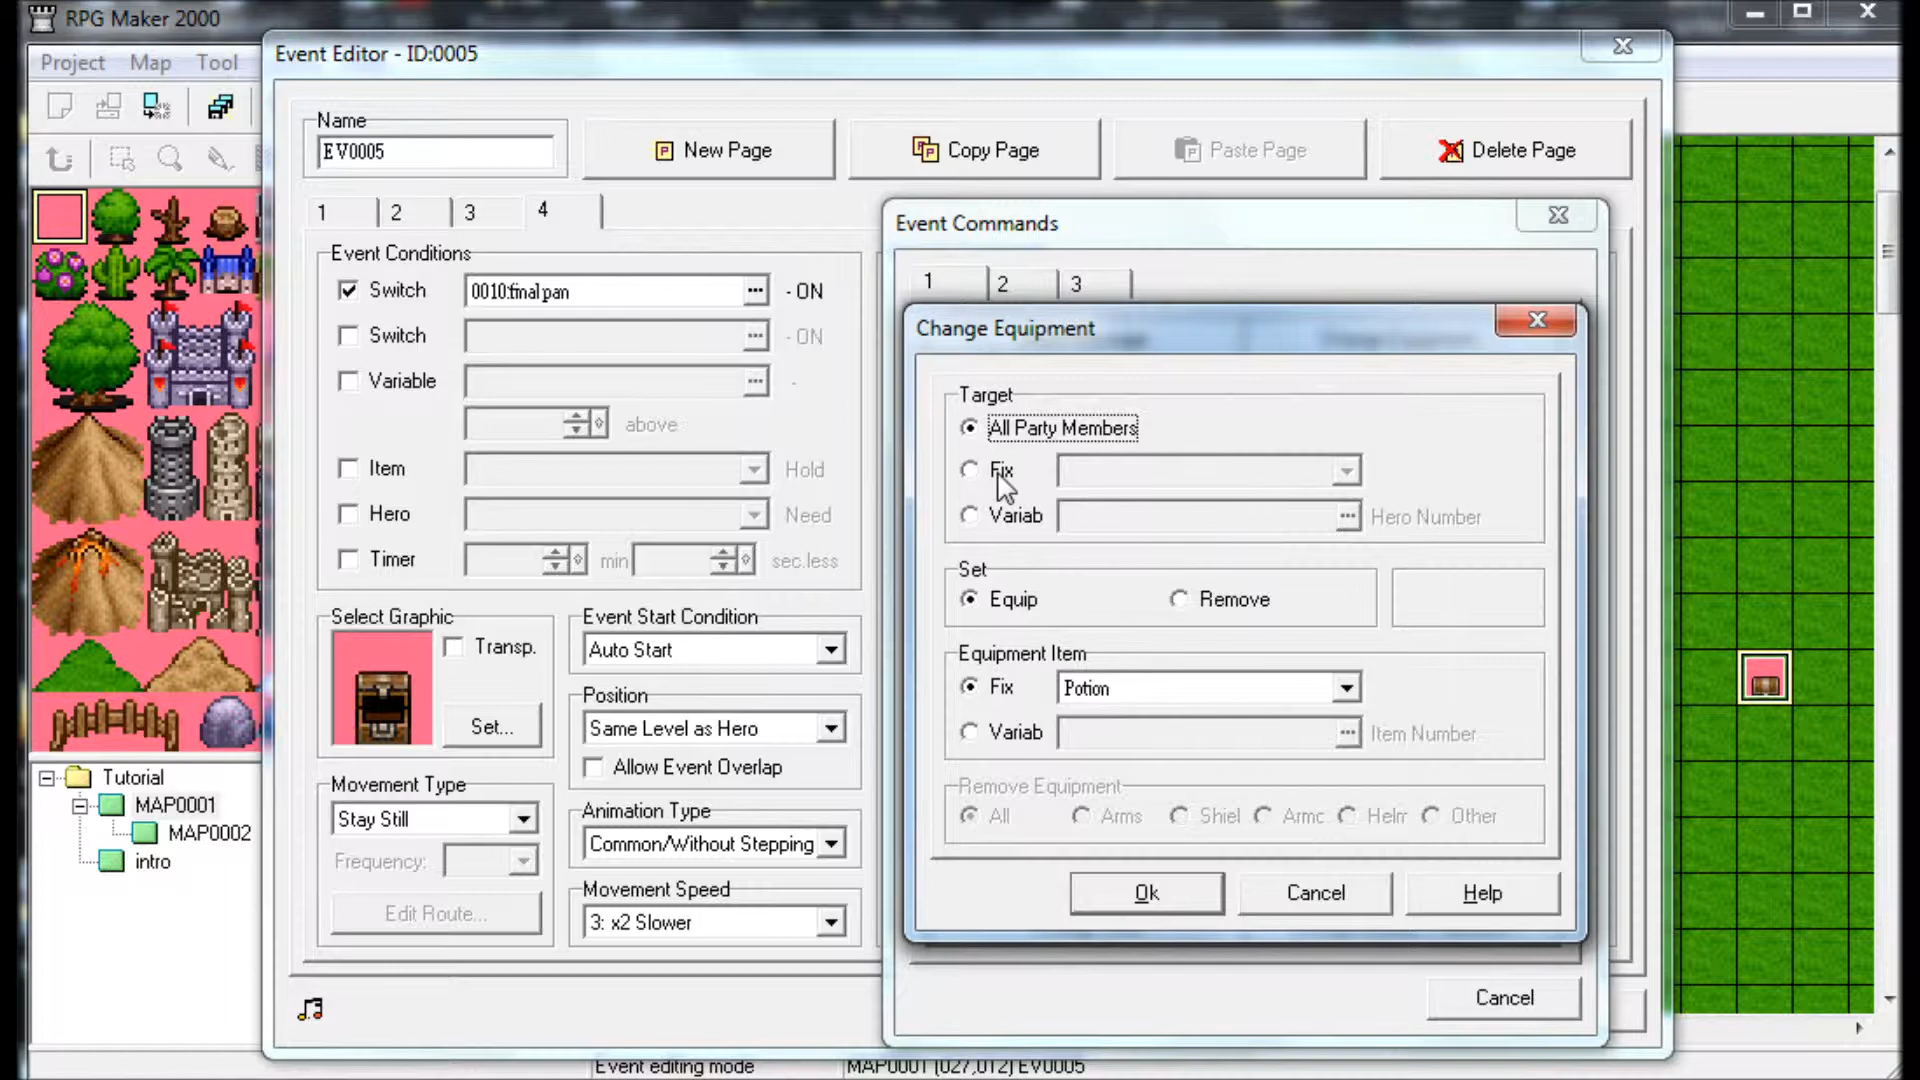 RPG Maker 2000
Project Map Tool
Event Editor - ID:0005
Name
EV0005
New Page
Copy Page
Paste Page
Delete Page
1 2 3 4
Event Conditions
Switch 0010:final pan ... - ON
Switch ... - ON
Variable ... -
above
Item Hold
Hero Need
Timer min sec.less
Select Graphic
Transp.
Set...
Event Start Condition
Auto Start
Position
Same Level as Hero
Allow Event Overlap
Movement Type
Stay Still
Frequency:
Edit Route...
Animation Type
Common/Without Stepping
Movement Speed
3: x2 Slower
Event Commands
1 2 3
Change Equipment
Target
All Party Members
Fix
Variab ... Hero Number
Set
Equip Remove
Equipment Item
Fix Potion
Variab ... Item Number
Remove Equipment
All Arms Shiel Armc Helm Other
Ok Cancel Help
Cancel
Tutorial
MAP0001
MAP0002
intro
Event editing mode
MAP0001 (027,012) EV0005